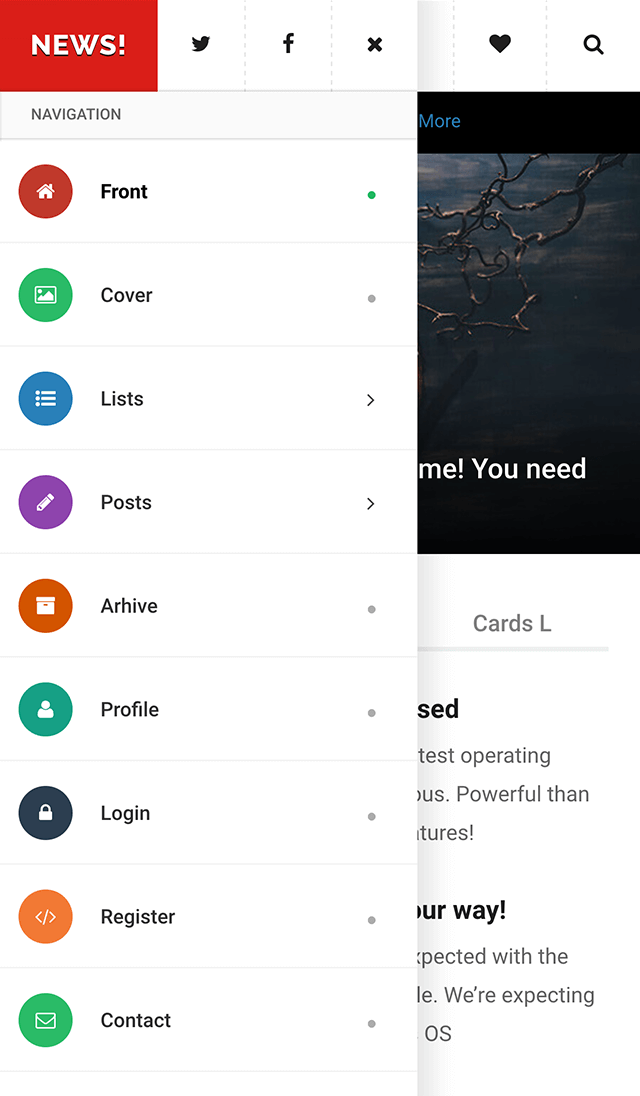 NEWS!
NAVIGATION
Front
Cover
Lists
Posts
Arhive
Profile
Login
Register
Contact
More
me! You need
Cards L
sed
test operating
ous. Powerful than
atures!
our way!
xpected with the
le. We’re expecting
OS